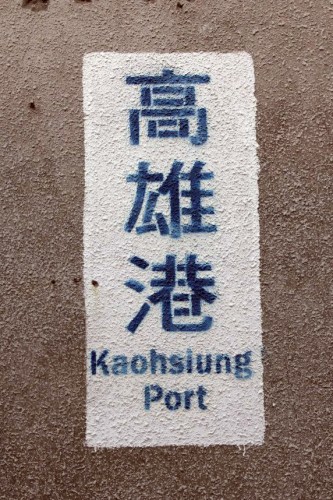 高雄港
Kaohsiung
Port